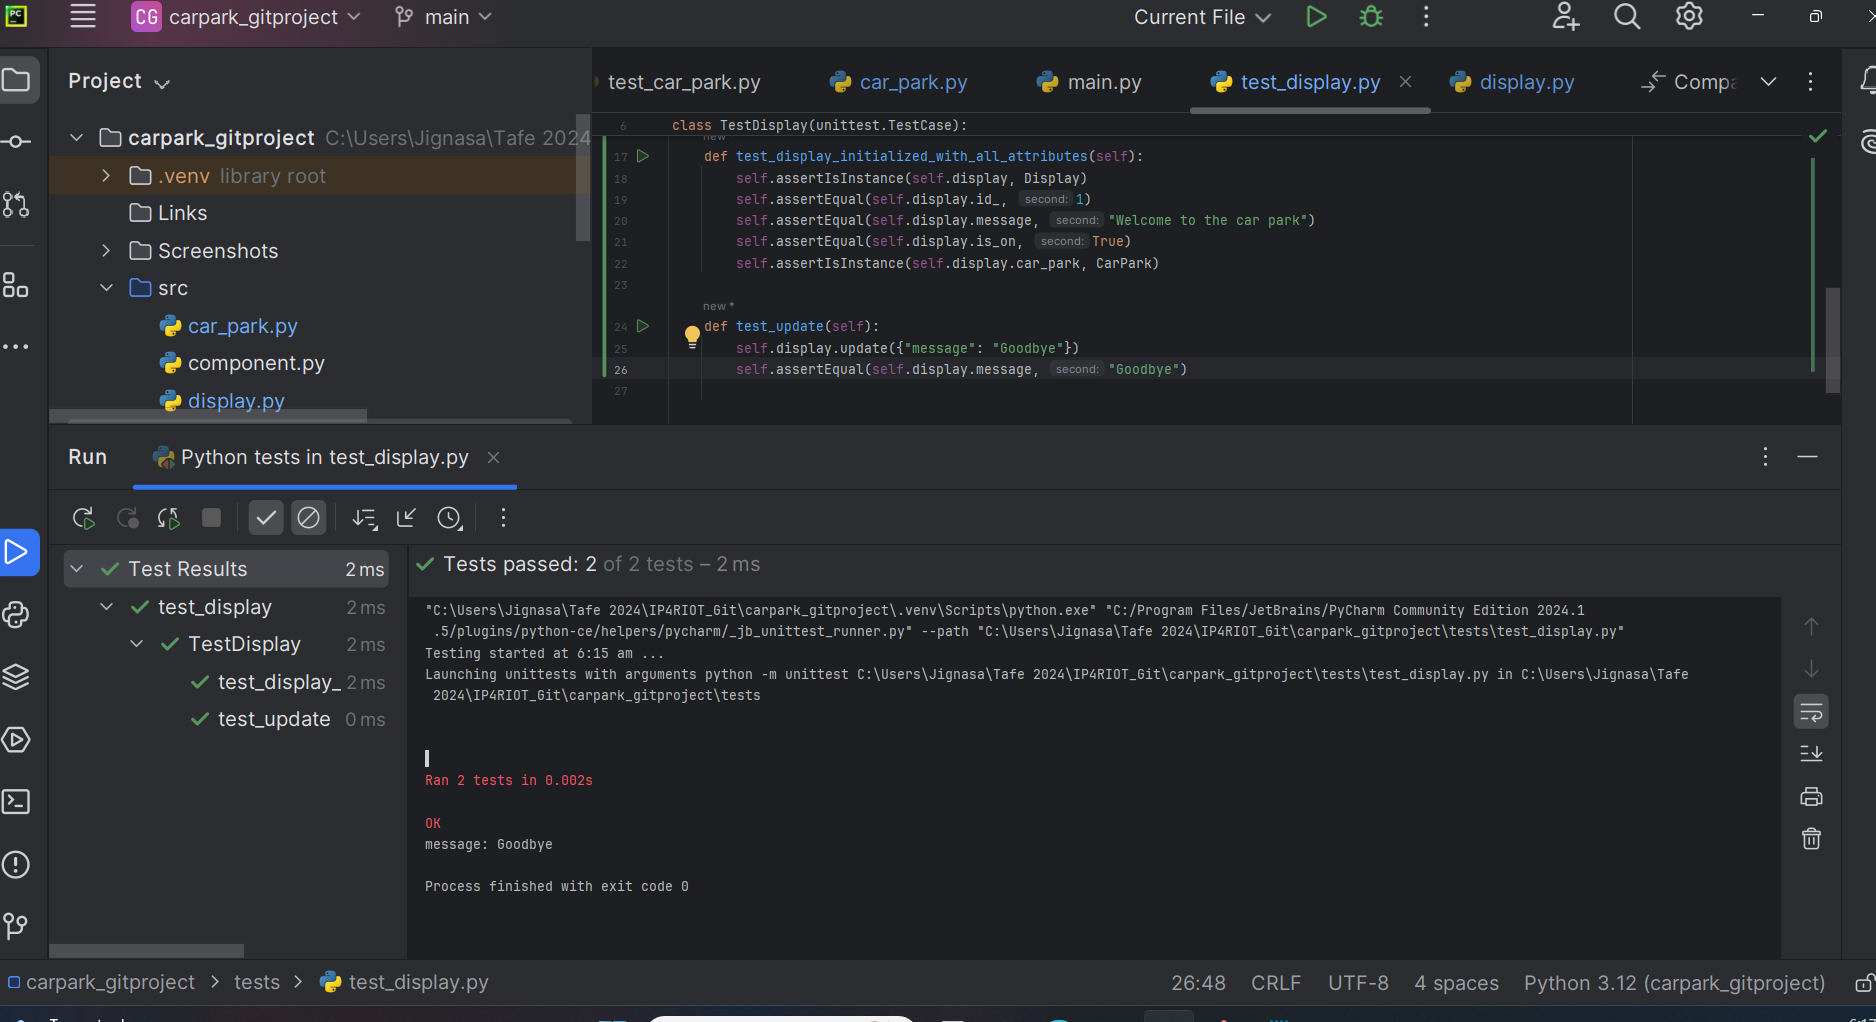 PC
CG carpark_gitproject main Current File
Project
carpark_gitproject C:\Users\Jignasa\Tafe 2024
.venv library root
Links
Screenshots
src
car_park.py
component.py
display.py
test_car_park.py car_park.py main.py test_display.py display.py
6 class TestDisplay(unittest.TestCase):
new *
17 def test_display_initialized_with_all_attributes(self):
18 self.assertIsInstance(self.display, Display)
19 self.assertEqual(self.display.id_, second: 1)
20 self.assertEqual(self.display.message, second: "Welcome to the car park")
21 self.assertEqual(self.display.is_on, second: True)
22 self.assertIsInstance(self.display.car_park, CarPark)
23
new *
24 def test_update(self):
25 self.display.update({"message": "Goodbye"})
26 self.assertEqual(self.display.message, second: "Goodbye")
27
Run Python tests in test_display.py
Test Results 2 ms
test_display 2 ms
TestDisplay 2 ms
test_display_ 2 ms
test_update 0 ms
Tests passed: 2 of 2 tests – 2 ms
"C:\Users\Jignasa\Tafe 2024\IP4RIOT_Git\carpark_gitproject\.venv\Scripts\python.exe" "C:/Program Files/JetBrains/PyCharm Community Edition 2024.1
.5/plugins/python-ce/helpers/pycharm/_jb_unittest_runner.py" --path "C:\Users\Jignasa\Tafe 2024\IP4RIOT_Git\carpark_gitproject\tests\test_display.py"
Testing started at 6:15 am ...
Launching unittests with arguments python -m unittest C:\Users\Jignasa\Tafe 2024\IP4RIOT_Git\carpark_gitproject\tests\test_display.py in C:\Users\Jignasa\Tafe
2024\IP4RIOT_Git\carpark_gitproject\tests
Ran 2 tests in 0.002s
OK
message: Goodbye
Process finished with exit code 0
carpark_gitproject > tests > test_display.py 26:48 CRLF UTF-8 4 spaces Python 3.12 (carpark_gitproject)